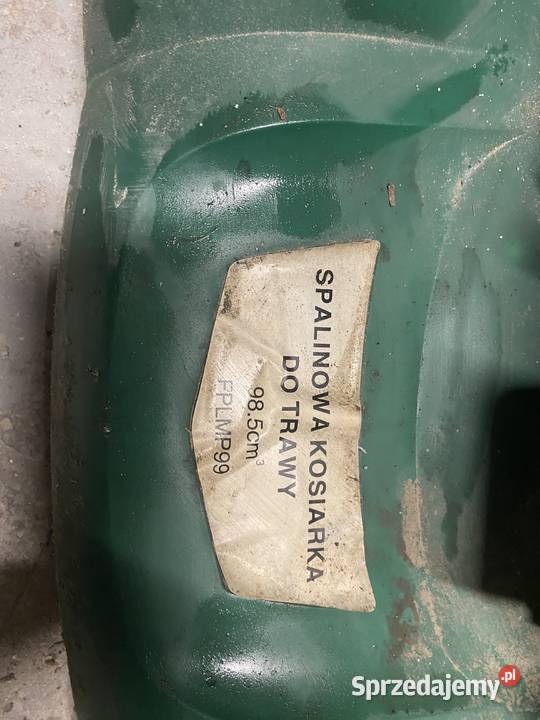 SPALINOWA KOSIARKA
DO TRAWY
98.5cm³
FPLMP99
Sprzedajemy.pl